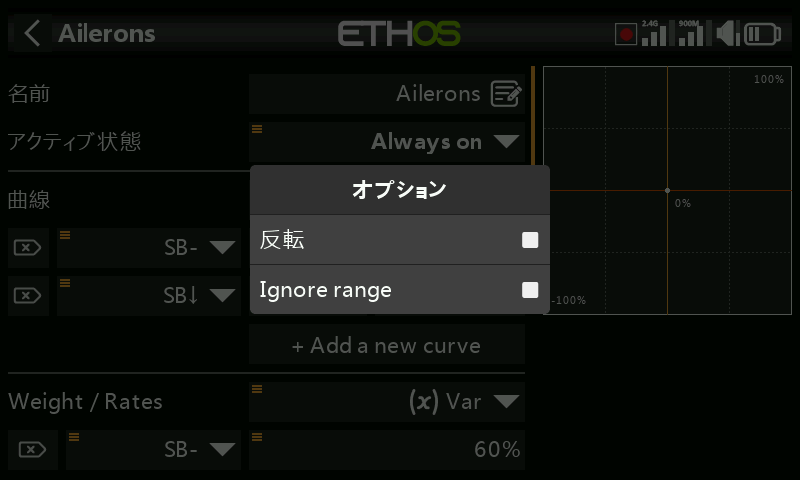 Ailerons
ETHOS
2.4G
900M
名前
Ailerons
100%
アクティブ状態
Always on
オプション
曲線
0%
反転
SB-
Ignore range
SB↓
-100%
+ Add a new curve
Weight / Rates
(x) Var
SB-
60%